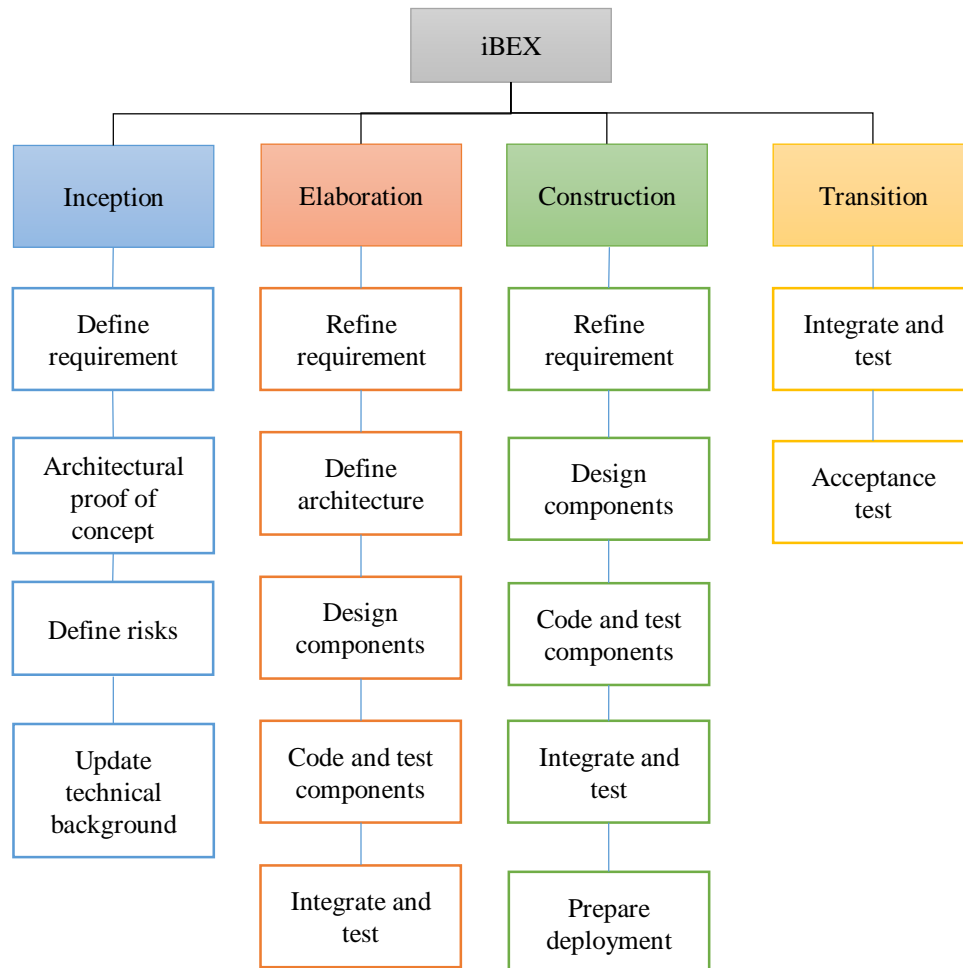 iBEX
Inception
Elaboration
Construction
Transition
Define
requirement
Architectural
proof of
concept
Define risks
Update
technical
background
Refine
requirement
Define
architecture
Design
components
Code and test
components
Integrate and
test
Refine
requirement
Design
components
Code and test
components
Integrate and
test
Prepare
deployment
Integrate and
test
Acceptance
test